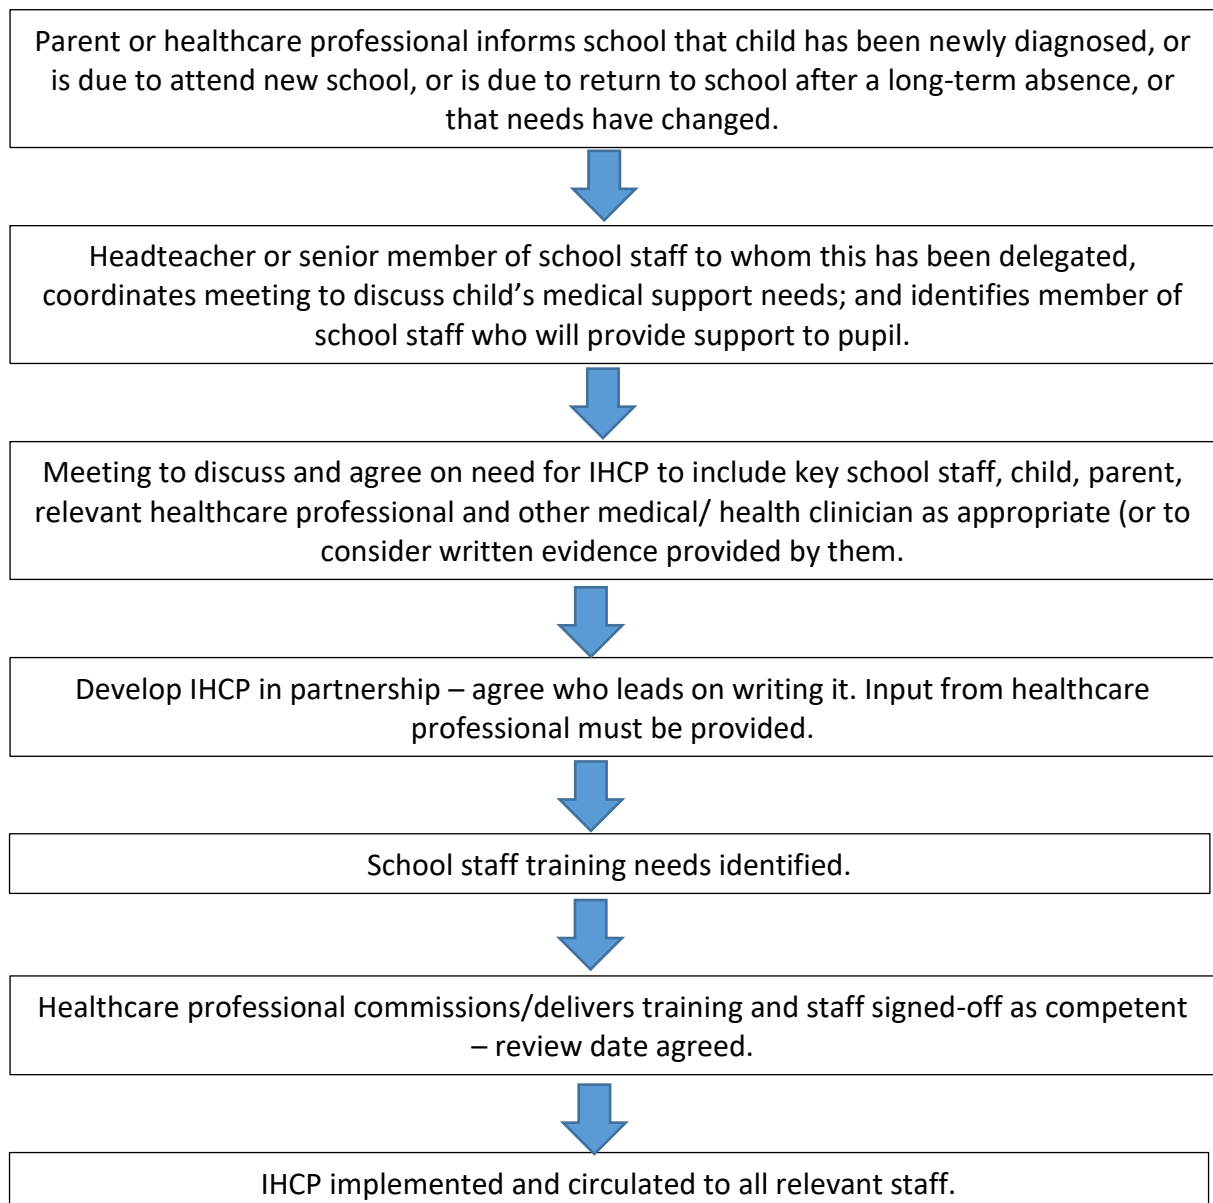 Parent or healthcare professional informs school that child has been newly diagnosed, or
is due to attend new school, or is due to return to school after a long-term absence, or
that needs have changed.
Headteacher or senior member of school staff to whom this has been delegated,
coordinates meeting to discuss child’s medical support needs; and identifies member of
school staff who will provide support to pupil.
Meeting to discuss and agree on need for IHCP to include key school staff, child, parent,
relevant healthcare professional and other medical/ health clinician as appropriate (or to
consider written evidence provided by them.
Develop IHCP in partnership – agree who leads on writing it. Input from healthcare
professional must be provided.
School staff training needs identified.
Healthcare professional commissions/delivers training and staff signed-off as competent
– review date agreed.
IHCP implemented and circulated to all relevant staff.